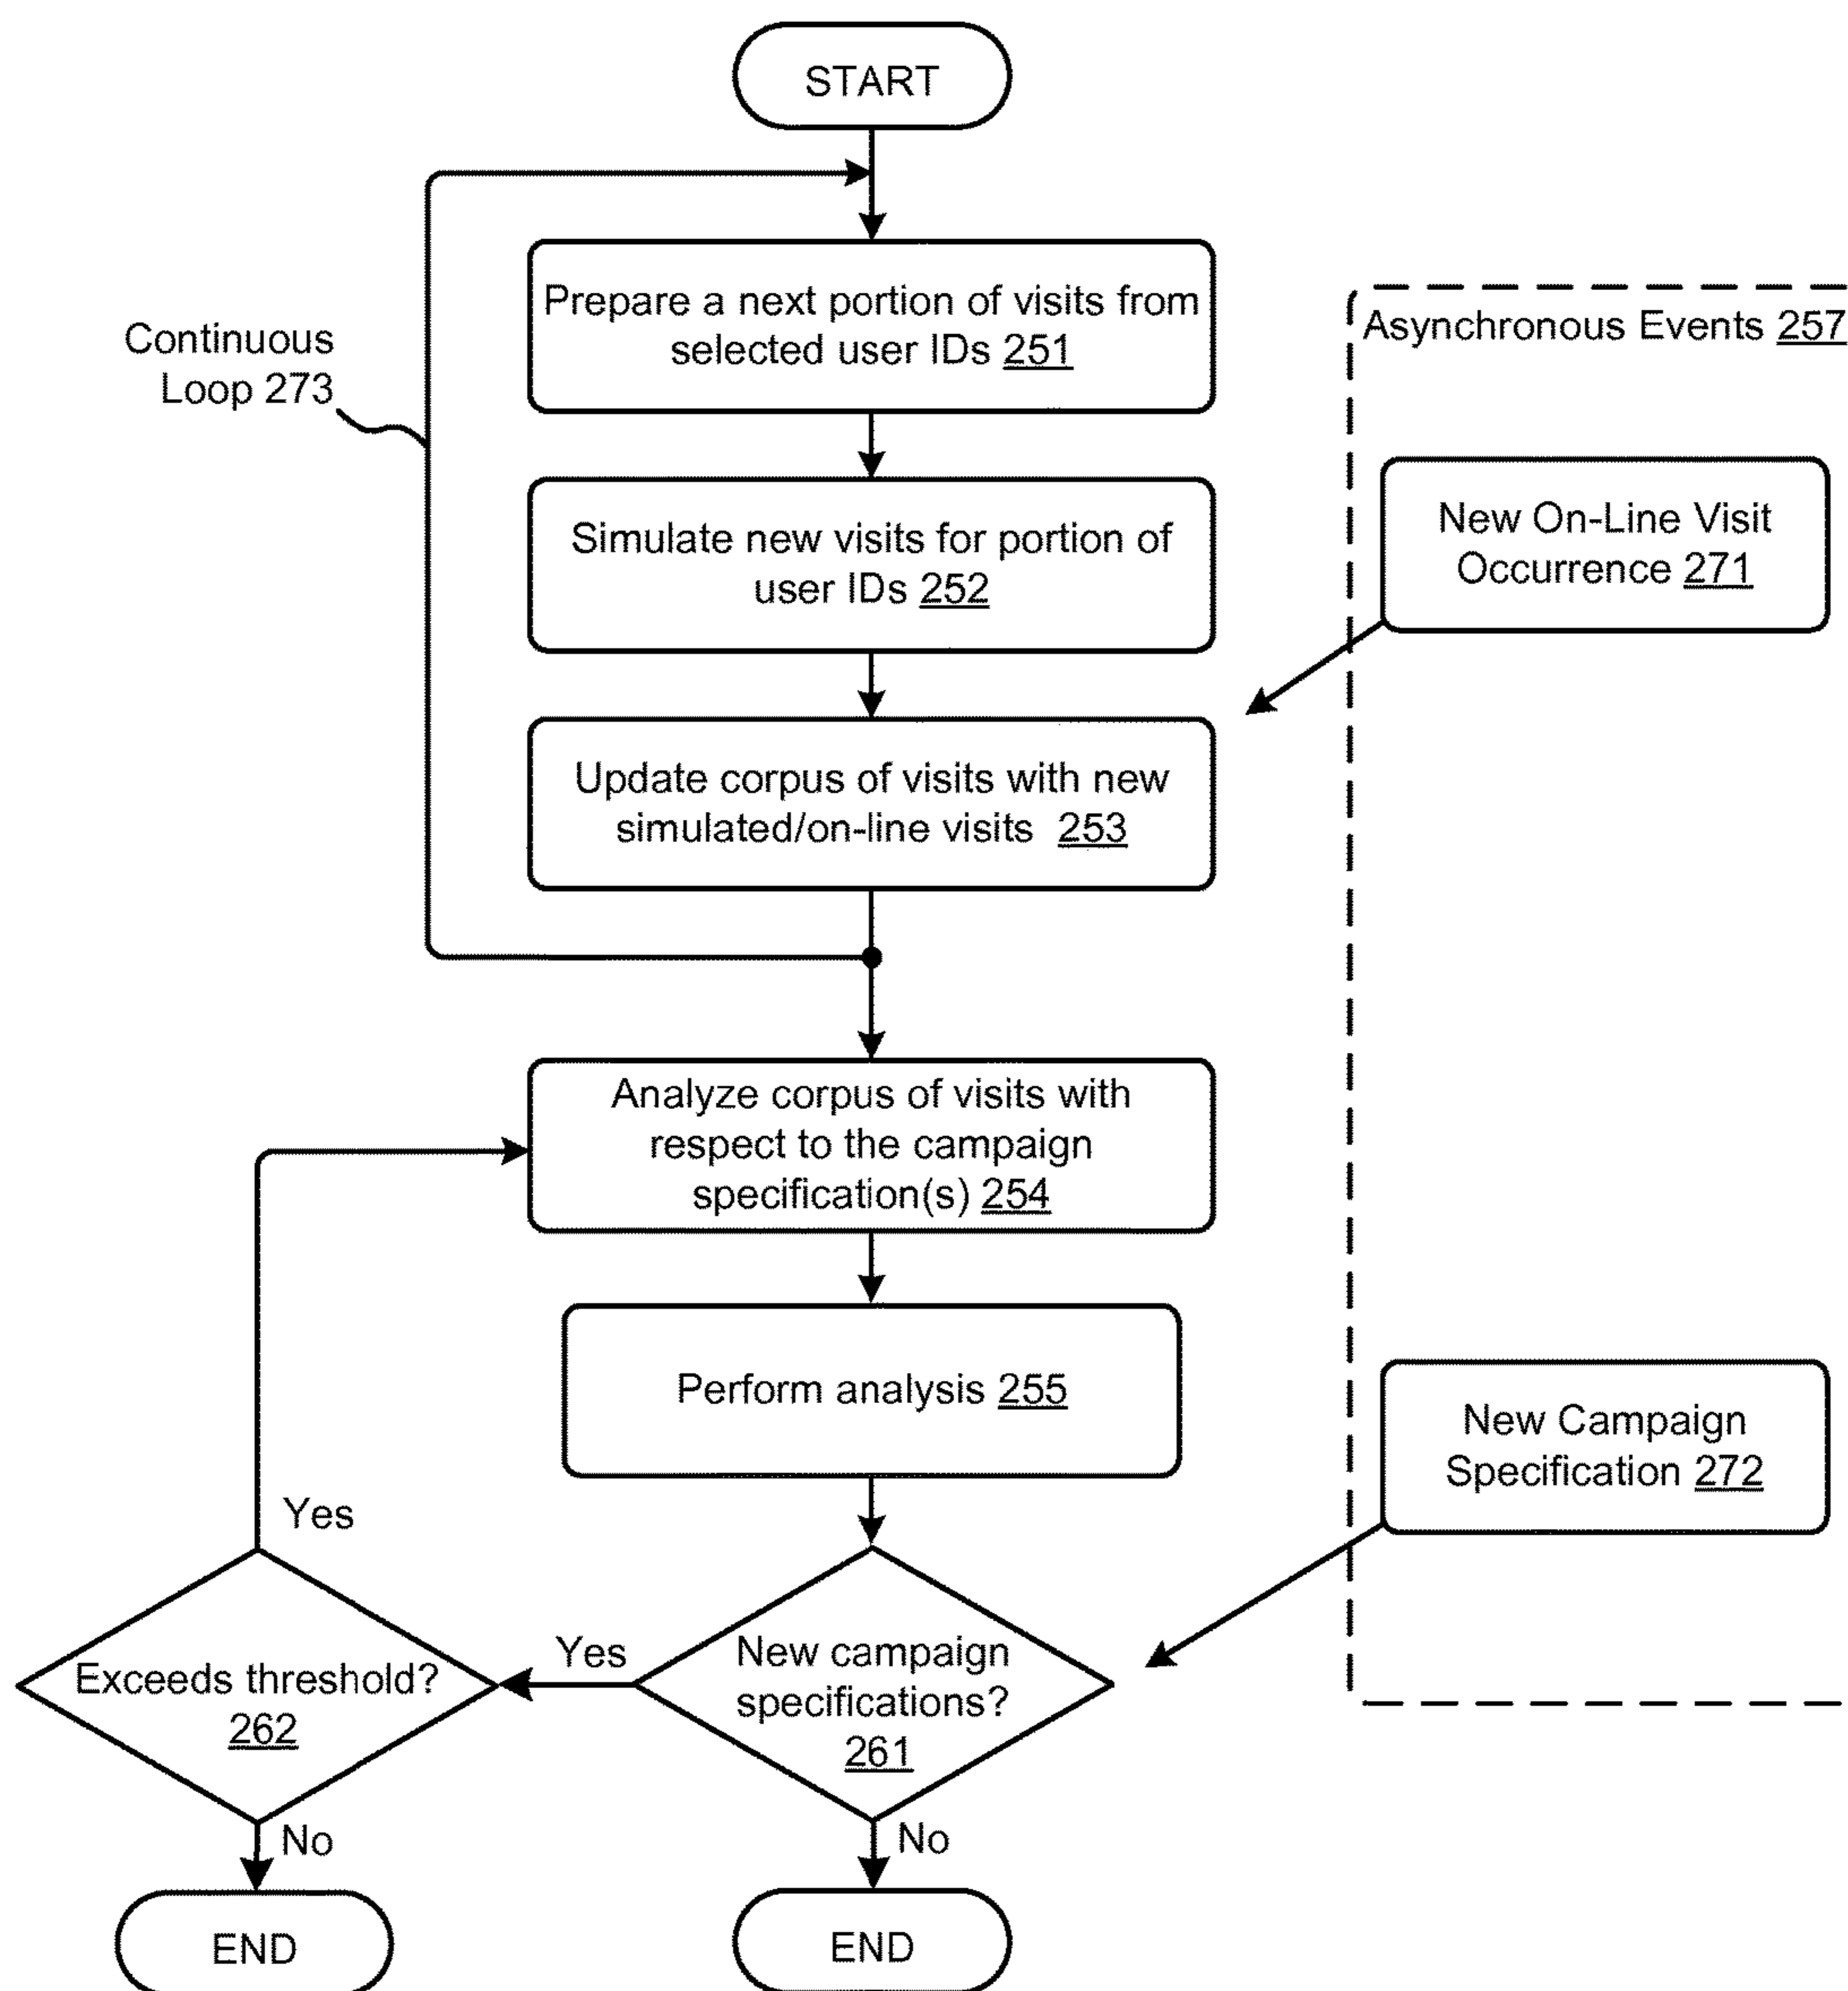 START
Prepare a next portion of visits from
selected user IDs 251
Continuous
Loop 273
Asynchronous Events 257
Simulate new visits for portion of
user IDs 252
New On-Line Visit
Occurrence 271
Update corpus of visits with new
simulated/on-line visits 253
Analyze corpus of visits with
respect to the campaign
specification(s) 254
Perform analysis 255
New Campaign
Specification 272
Yes
Exceeds threshold?
262
Yes
New campaign
specifications?
261
No
No
END
END